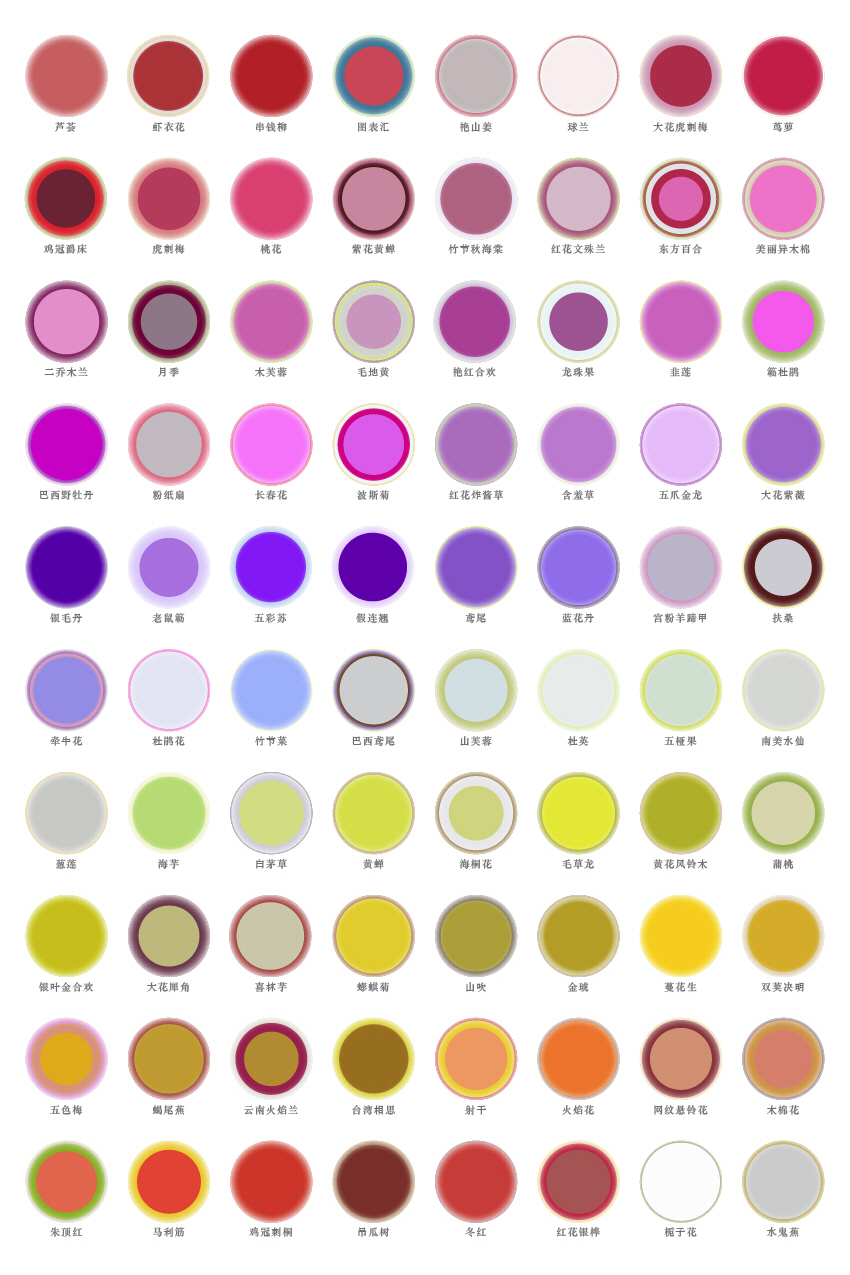 芦荟 虾衣花 串钱柳 图表汇 艳山姜 球兰 大花虎刺梅 茑萝
鸡冠爵床 虎刺梅 桃花 紫花黄蝉 竹节秋海棠 红花文珠兰 东方百合 美丽异木棉
二乔木兰 月季 木芙蓉 毛地黄 艳红合欢 龙珠果 韭莲 簕杜鹃
巴西野牡丹 粉纸扇 长春花 波斯菊 红花炸酱草 含羞草 五爪金龙 大花紫薇
银毛丹 老鼠簕 五彩苏 假连翘 鸢尾 蓝花丹 宫粉羊蹄甲 扶桑
牵牛花 杜鹃花 竹节菜 巴西鸢尾 山芙蓉 杜英 五桠果 南美水仙
葱莲 海芋 白茅草 黄蝉 海桐花 毛草龙 黄花风铃木 蒲桃
银叶金合欢 大花犀角 喜林芋 蟛蜞菊 山吹 金琥 蔓花生 双荚决明
五色梅 蝎尾蕉 云南火焰兰 台湾相思 射干 火焰花 网纹悬铃花 木棉花
朱顶红 马利筋 鸡冠刺桐 吊瓜树 冬红 红花银桦 栀子花 水鬼蕉